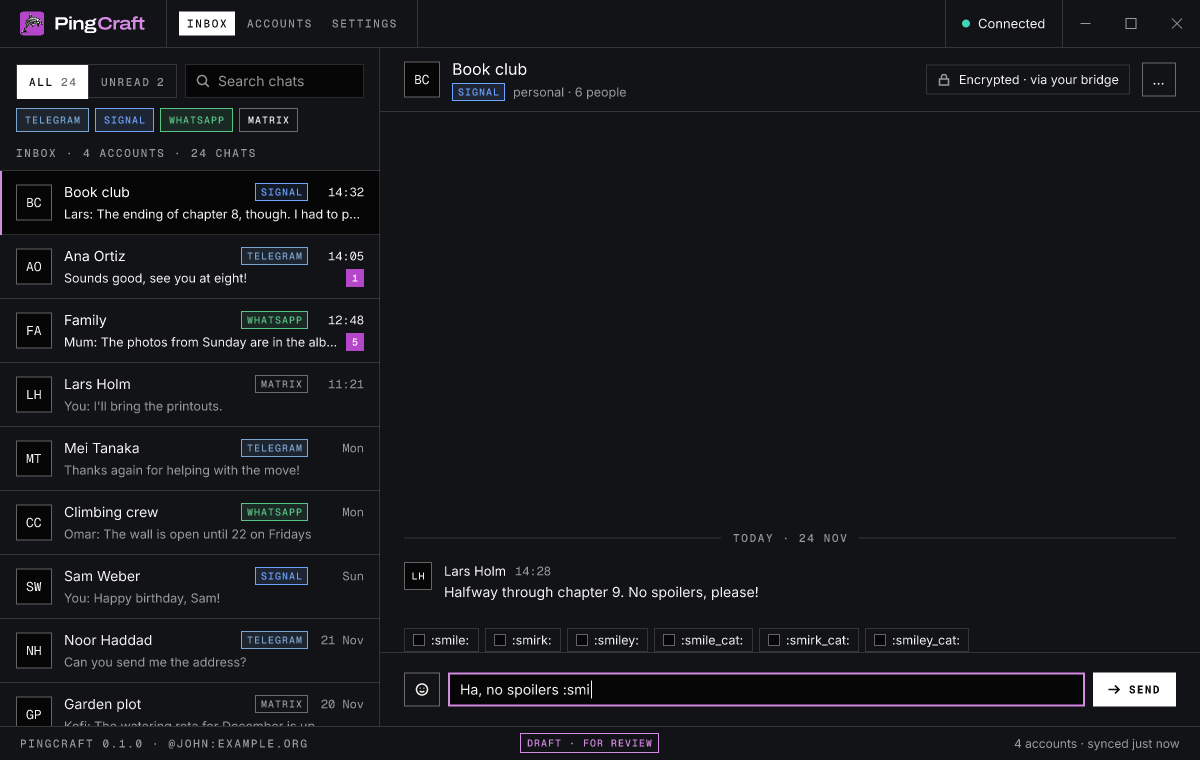 PingCraft
INBOX ACCOUNTS SETTINGS
Connected
ALL 24 UNREAD 2
Search chats
TELEGRAM SIGNAL WHATSAPP MATRIX
INBOX · 4 ACCOUNTS · 24 CHATS
BC Book club SIGNAL 14:32
Lars: The ending of chapter 8, though. I had to p...
AO Ana Ortiz TELEGRAM 14:05
Sounds good, see you at eight! 1
FA Family WHATSAPP 12:48
Mum: The photos from Sunday are in the alb... 5
LH Lars Holm MATRIX 11:21
You: I'll bring the printouts.
MT Mei Tanaka TELEGRAM Mon
Thanks again for helping with the move!
CC Climbing crew WHATSAPP Mon
Omar: The wall is open until 22 on Fridays
SW Sam Weber SIGNAL Sun
You: Happy birthday, Sam!
NH Noor Haddad TELEGRAM 21 Nov
Can you send me the address?
GP Garden plot MATRIX 20 Nov
Kofi: The watering rota for December is up
BC Book club
SIGNAL personal · 6 people
Encrypted · via your bridge ...
TODAY · 24 NOV
LH Lars Holm 14:28
Halfway through chapter 9. No spoilers, please!
:smile: :smirk: :smiley: :smile_cat: :smirk_cat: :smiley_cat:
Ha, no spoilers :smi
SEND
PINGCRAFT 0.1.0 · @JOHN:EXAMPLE.ORG
DRAFT · FOR REVIEW
4 accounts · synced just now